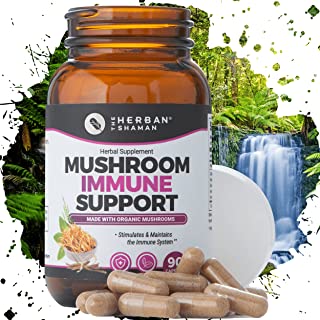 THE HERBAN®
SHAMAN
Herbal Supplement
MUSHROOM
IMMUNE
SUPPORT
MADE WITH ORGANIC MUSHROOMS
• Stimulates & Maintains
the Immune System**
90